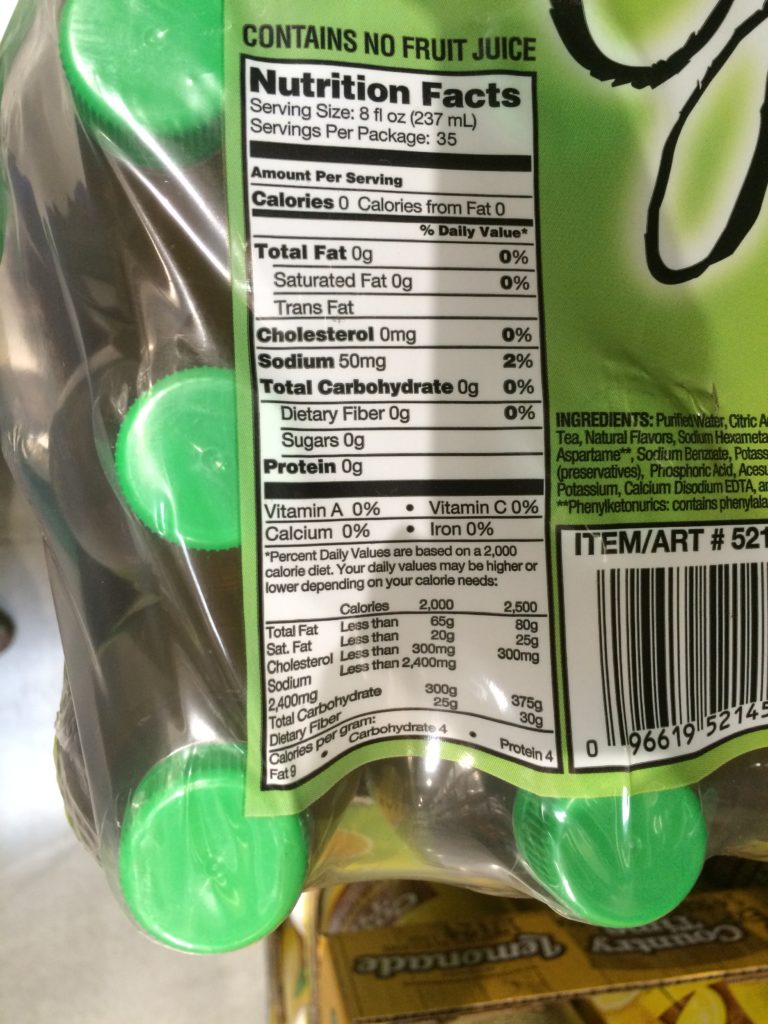 CONTAINS NO FRUIT JUICE
Nutrition Facts
Serving Size: 8 fl oz (237 mL)
Servings Per Package: 35
Amount Per Serving
Calories 0 Calories from Fat 0
% Daily Value*
Total Fat 0g 0%
Saturated Fat 0g 0%
Trans Fat
Cholesterol 0mg 0%
Sodium 50mg 2%
Total Carbohydrate 0g 0%
Dietary Fiber 0g 0%
Sugars 0g
Protein 0g
Vitamin A 0% • Vitamin C 0%
Calcium 0% • Iron 0%
*Percent Daily Values are based on a 2,000
calorie diet. Your daily values may be higher or
lower depending on your calorie needs:
Calories 2,000 2,500
Total Fat Less than 65g 80g
Sat. Fat Less than 20g 25g
Cholesterol Less than 300mg 300mg
Sodium Less than 2,400mg
2,400mg
Total Carbohydrate 300g 375g
Dietary Fiber 25g 30g
Calories per gram:
Fat 9 • Carbohydrate 4 • Protein 4
INGREDIENTS: Purified Water, Citric A
Tea, Natural Flavors, Sodium Hexameta
Aspartame**, Sodium Benzoate, Potass
(preservatives), Phosphoric Acid, Acesu
Potassium, Calcium Disodium EDTA, an
**Phenylketonurics: contains phenylala
ITEM/ART # 521
0 96619 52145
Country
Time
Lemonade